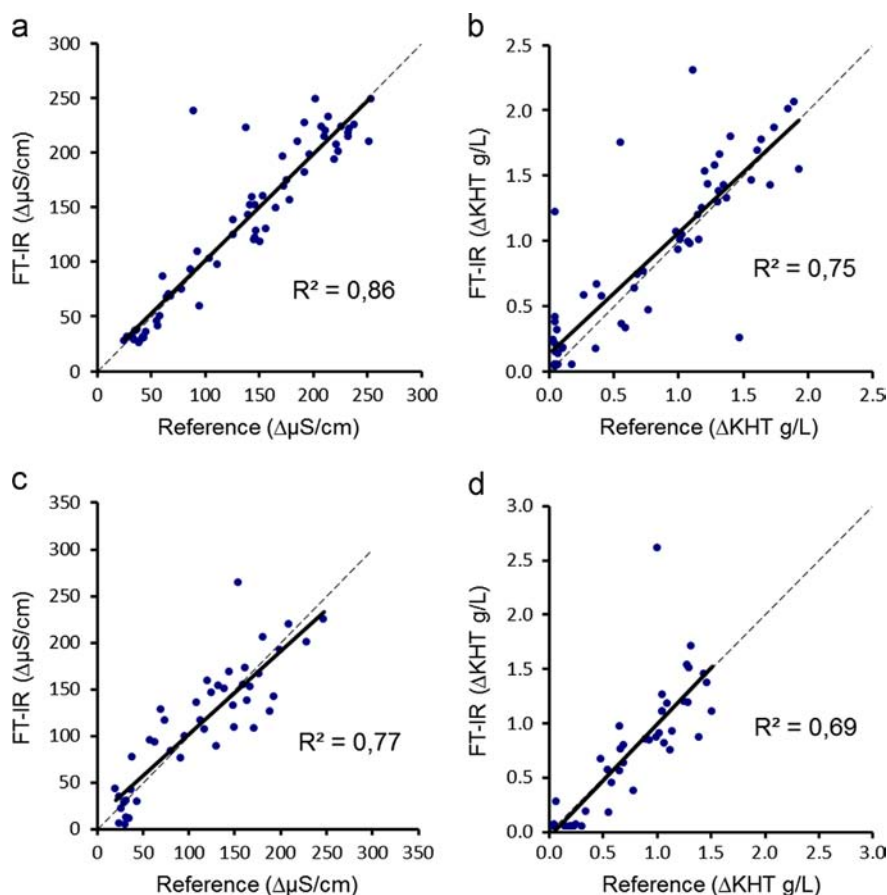 a
300
250
200
150
100
50
0
FT-IR (ΔµS/cm)
R² = 0,86
0 50 100 150 200 250 300
Reference (ΔµS/cm)
b
2.5
2.0
1.5
1.0
0.5
0.0
FT-IR (ΔKHT g/L)
R² = 0,75
0.0 0.5 1.0 1.5 2.0 2.5
Reference (ΔKHT g/L)
c
350
300
250
200
150
100
50
0
FT-IR (ΔµS/cm)
R² = 0,77
0 50 100 150 200 250 300 350
Reference (ΔµS/cm)
d
3.0
2.5
2.0
1.5
1.0
0.5
0.0
FT-IR (ΔKHT g/L)
R² = 0,69
0.0 0.5 1.0 1.5 2.0 2.5 3.0
Reference (ΔKHT g/L)